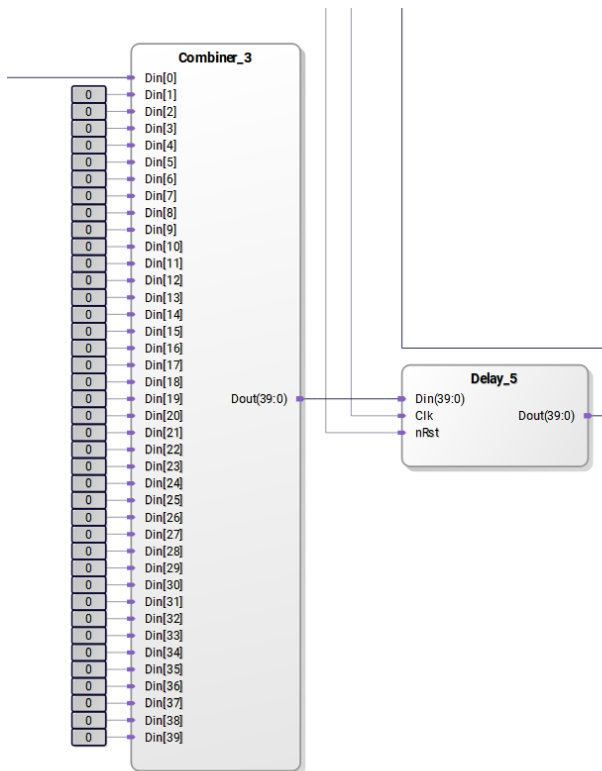 Combiner_3
Din[0]
0 Din[1]
0 Din[2]
0 Din[3]
0 Din[4]
0 Din[5]
0 Din[6]
0 Din[7]
0 Din[8]
0 Din[9]
0 Din[10]
0 Din[11]
0 Din[12]
0 Din[13]
0 Din[14]
0 Din[15]
0 Din[16]
0 Din[17]
0 Din[18]
0 Din[19] Dout(39:0)
0 Din[20]
0 Din[21]
0 Din[22]
0 Din[23]
0 Din[24]
0 Din[25]
0 Din[26]
0 Din[27]
0 Din[28]
0 Din[29]
0 Din[30]
0 Din[31]
0 Din[32]
0 Din[33]
0 Din[34]
0 Din[35]
0 Din[36]
0 Din[37]
0 Din[38]
0 Din[39]
Delay_5
Din(39:0)
Clk Dout(39:0)
nRst